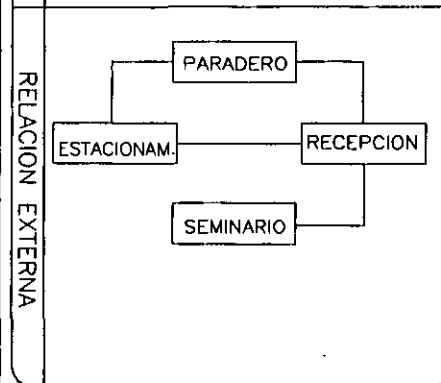 RELACION EXTERNA
PARADERO
ESTACIONAM.
RECEPCION
SEMINARIO